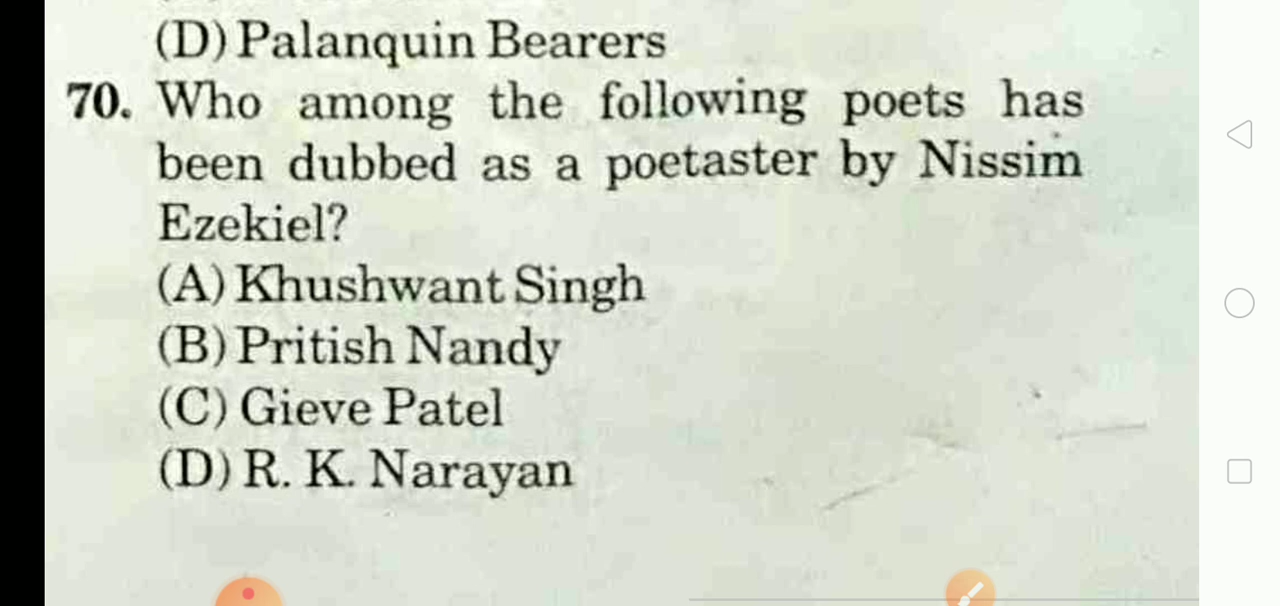 (D) Palanquin Bearers
70. Who among the following poets has
been dubbed as a poetaster by Nissim
Ezekiel?
(A) Khushwant Singh
(B) Pritish Nandy
(C) Gieve Patel
(D) R. K. Narayan